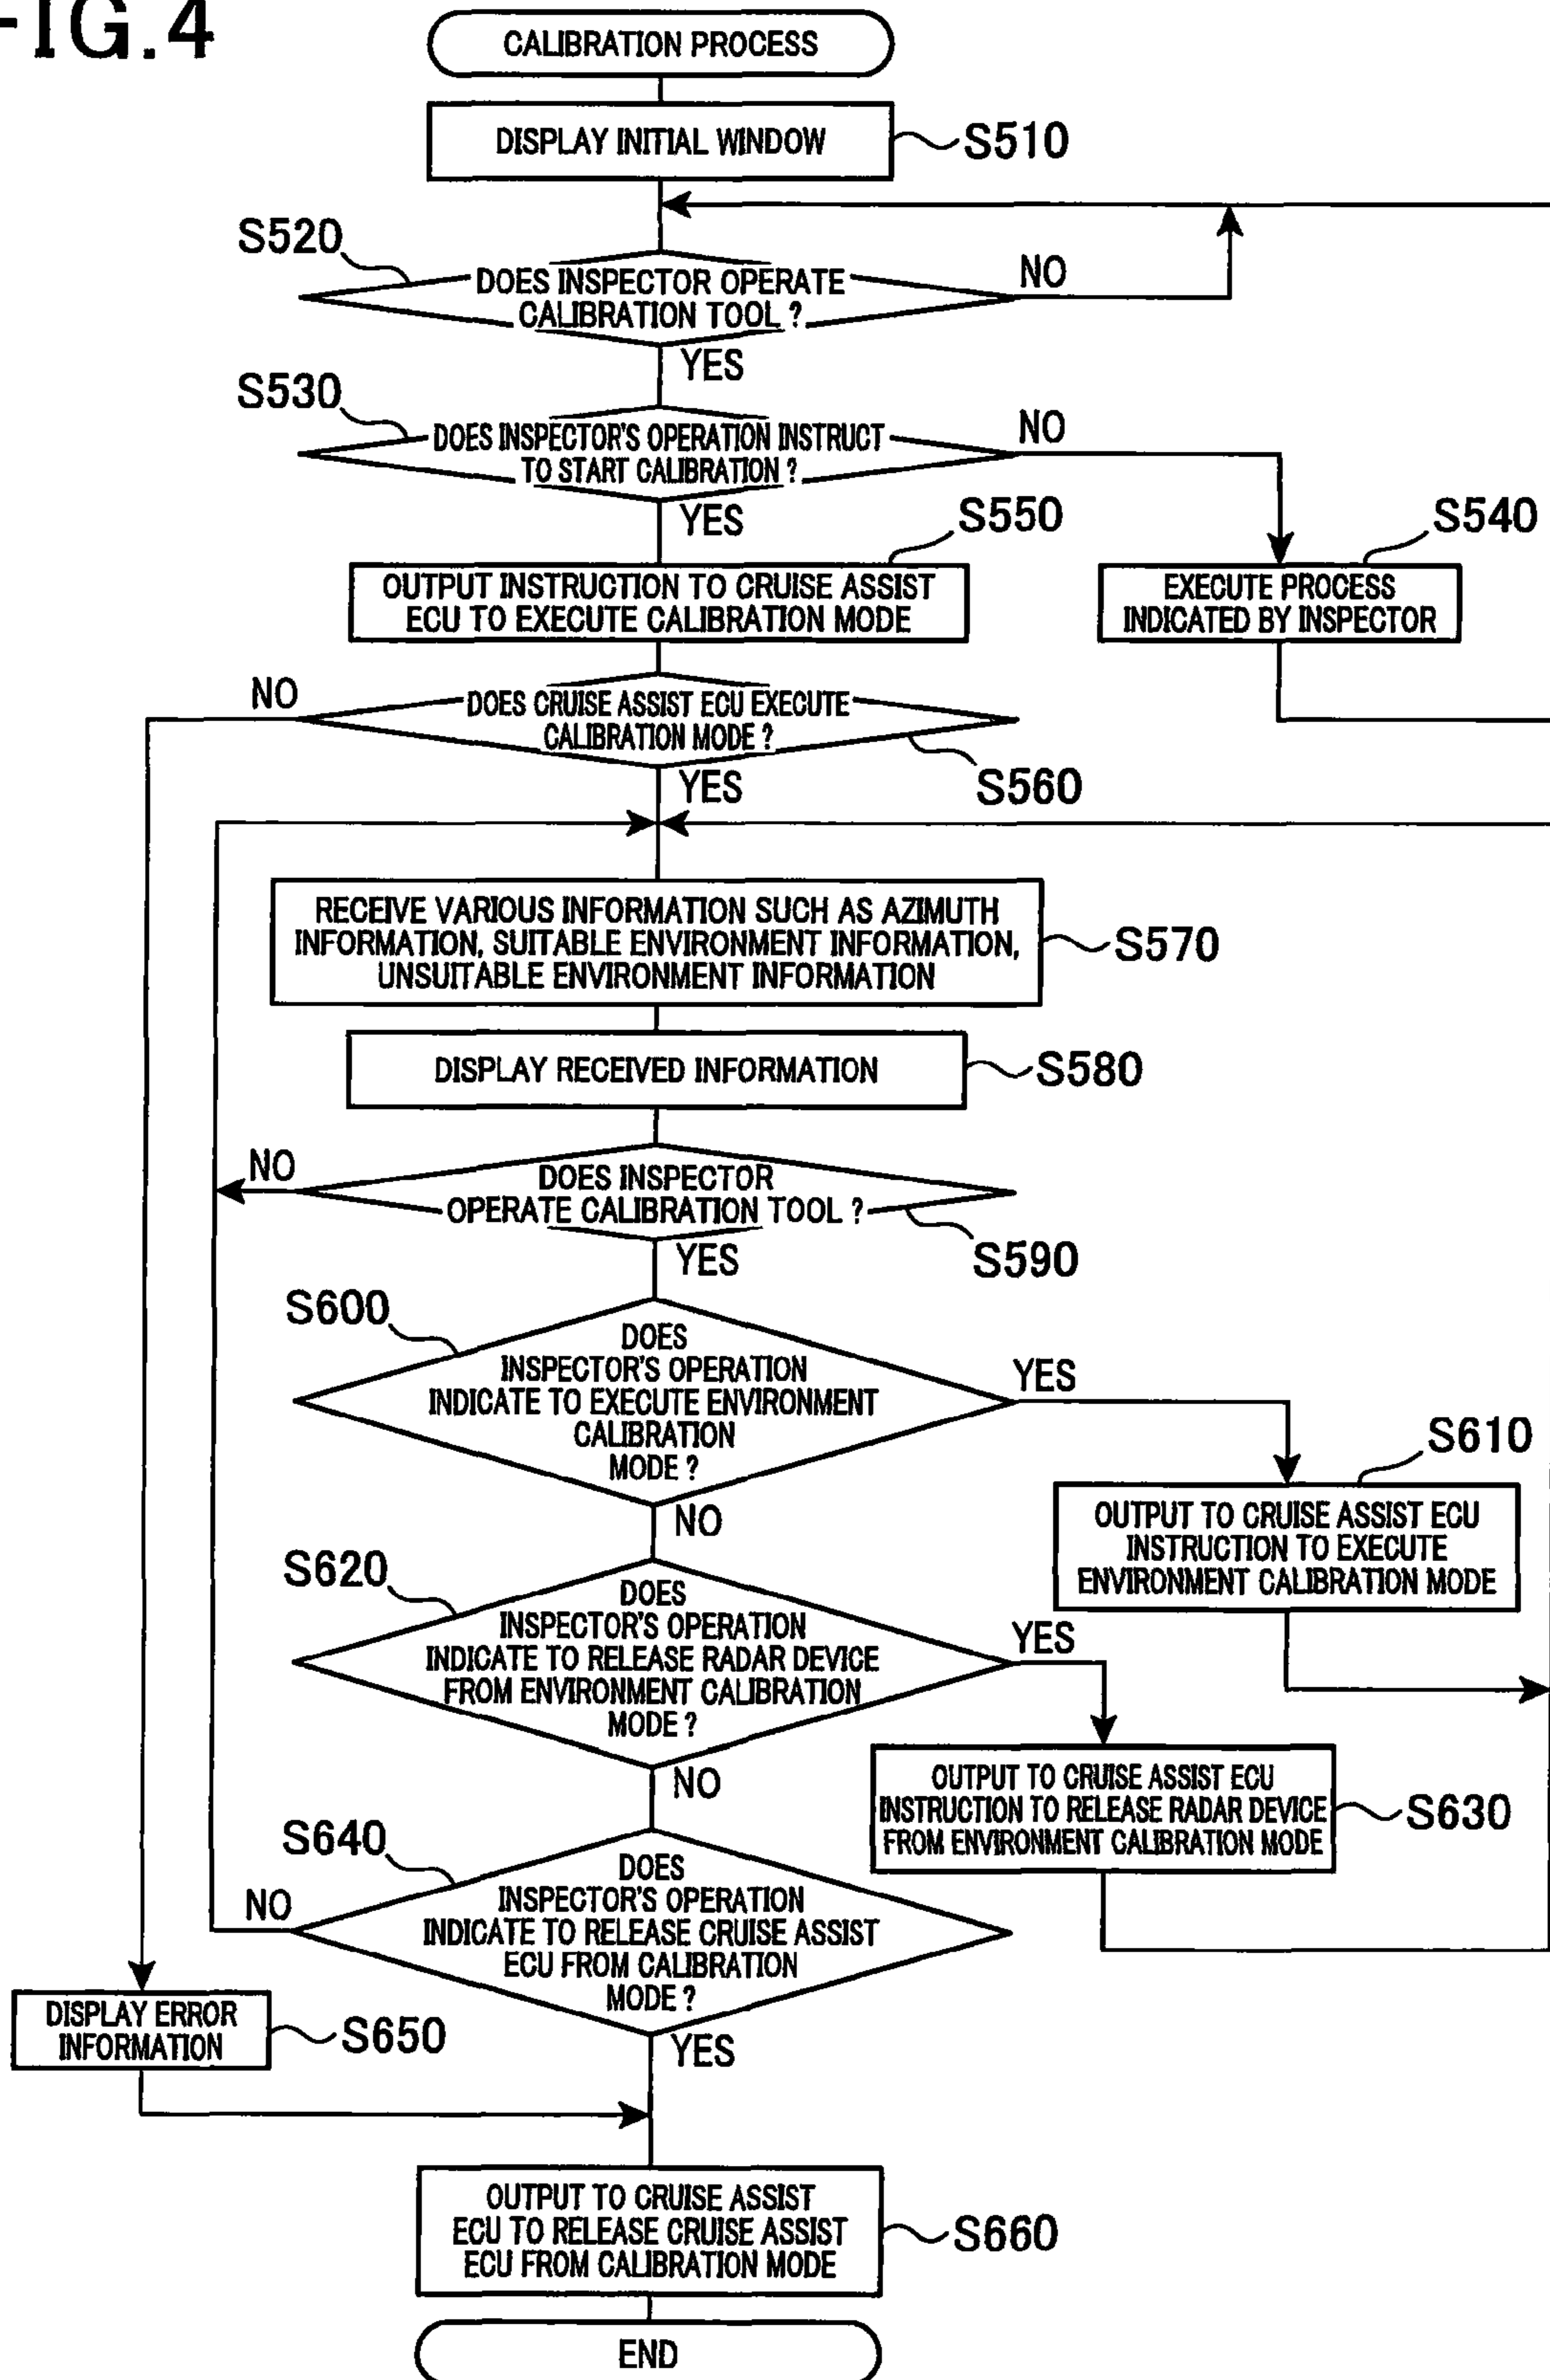 FIG.4
CALIBRATION PROCESS
DISPLAY INITIAL WINDOW
S510
S520
DOES INSPECTOR OPERATE
CALIBRATION TOOL ?
NO
YES
S530
DOES INSPECTOR'S OPERATION INSTRUCT
TO START CALIBRATION ?
NO
YES
S550
S540
OUTPUT INSTRUCTION TO CRUISE ASSIST
ECU TO EXECUTE CALIBRATION MODE
EXECUTE PROCESS
INDICATED BY INSPECTOR
NO
DOES CRUISE ASSIST ECU EXECUTE
CALIBRATION MODE ?
S560
YES
RECEIVE VARIOUS INFORMATION SUCH AS AZIMUTH
INFORMATION, SUITABLE ENVIRONMENT INFORMATION,
UNSUITABLE ENVIRONMENT INFORMATION
S570
DISPLAY RECEIVED INFORMATION
S580
NO
DOES INSPECTOR
OPERATE CALIBRATION TOOL ?
S590
YES
S600
DOES
INSPECTOR'S OPERATION
INDICATE TO EXECUTE ENVIRONMENT
CALIBRATION
MODE ?
YES
S610
NO
OUTPUT TO CRUISE ASSIST ECU
INSTRUCTION TO EXECUTE
ENVIRONMENT CALIBRATION MODE
S620
DOES
INSPECTOR'S OPERATION
INDICATE TO RELEASE RADAR DEVICE
FROM ENVIRONMENT CALIBRATION
MODE ?
YES
NO
OUTPUT TO CRUISE ASSIST ECU
INSTRUCTION TO RELEASE RADAR DEVICE
FROM ENVIRONMENT CALIBRATION MODE
S630
S640
DOES
INSPECTOR'S OPERATION
INDICATE TO RELEASE CRUISE ASSIST
ECU FROM CALIBRATION
MODE ?
NO
YES
DISPLAY ERROR
INFORMATION
S650
OUTPUT TO CRUISE ASSIST
ECU TO RELEASE CRUISE ASSIST
ECU FROM CALIBRATION MODE
S660
END